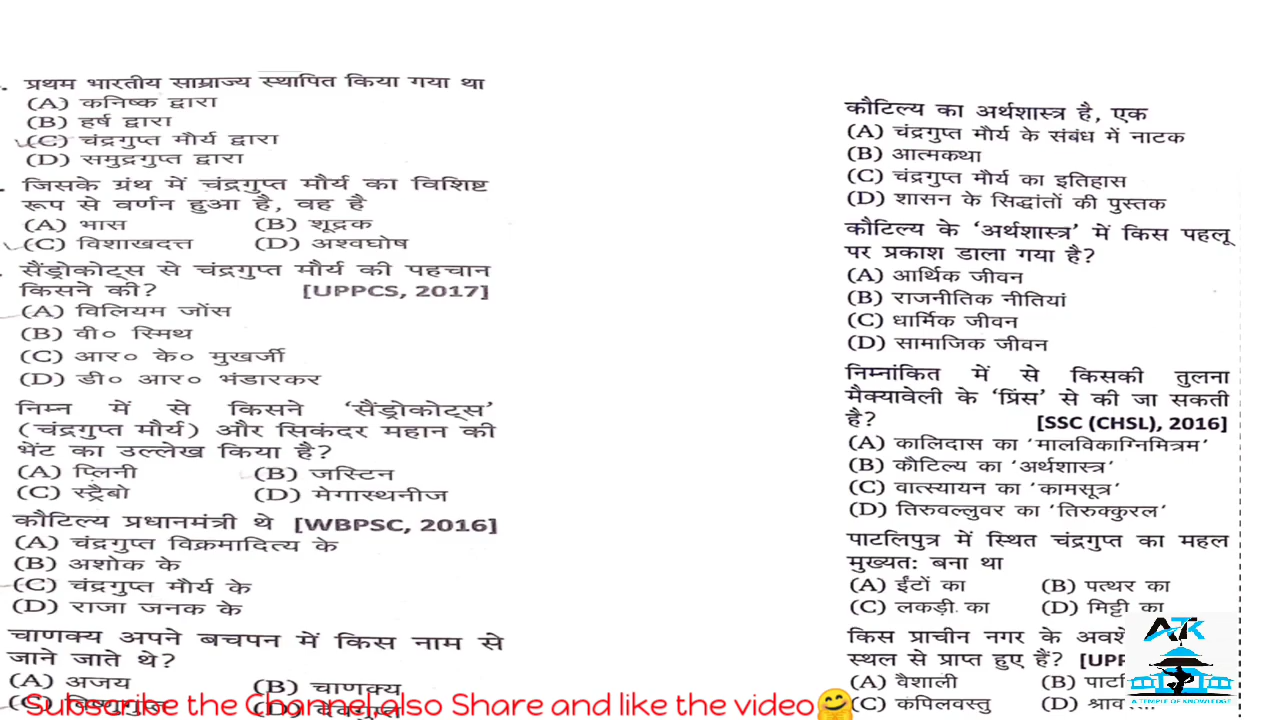 प्रथम भारतीय साम्राज्य स्थापित किया गया था
(A) कनिष्क द्वारा
(B) हर्ष द्वारा
(C) चंद्रगुप्त मौर्य द्वारा
(D) समुद्रगुप्त द्वारा
जिसके ग्रंथ में चंद्रगुप्त मौर्य का विशिष्ट
रूप से वर्णन हुआ है, वह है
(A) भास (B) शूद्रक
(C) विशाखदत्त (D) अश्वघोष
सैंड्रोकोट्स से चंद्रगुप्त मौर्य की पहचान
किसने की? [UPPCS, 2017]
(A) विलियम जोंस
(B) वी० स्मिथ
(C) आर० के० मुखर्जी
(D) डी० आर० भंडारकर
निम्न में से किसने ‘सैंड्रोकोट्स’
(चंद्रगुप्त मौर्य) और सिकंदर महान की
भेंट का उल्लेख किया है?
(A) प्लिनी (B) जस्टिन
(C) स्ट्रैबो (D) मेगास्थनीज
कौटिल्य प्रधानमंत्री थे [WBPSC, 2016]
(A) चंद्रगुप्त विक्रमादित्य के
(B) अशोक के
(C) चंद्रगुप्त मौर्य के
(D) राजा जनक के
चाणक्य अपने बचपन में किस नाम से
जाने जाते थे?
(A) अजय (B) चाणक्य
(C) विष्णुगुप्त (D) देवगुप्त
कौटिल्य का अर्थशास्त्र है, एक
(A) चंद्रगुप्त मौर्य के संबंध में नाटक
(B) आत्मकथा
(C) चंद्रगुप्त मौर्य का इतिहास
(D) शासन के सिद्धांतों की पुस्तक
कौटिल्य के ‘अर्थशास्त्र’ में किस पहलू
पर प्रकाश डाला गया है?
(A) आर्थिक जीवन
(B) राजनीतिक नीतियां
(C) धार्मिक जीवन
(D) सामाजिक जीवन
निम्नांकित में से किसकी तुलना
मैक्यावेली के ‘प्रिंस’ से की जा सकती
है? [SSC (CHSL), 2016]
(A) कालिदास का ‘मालविकाग्निमित्रम’
(B) कौटिल्य का ‘अर्थशास्त्र’
(C) वात्स्यायन का ‘कामसूत्र’
(D) तिरुवल्लुवर का ‘तिरुक्कुरल’
पाटलिपुत्र में स्थित चंद्रगुप्त का महल
मुख्यतः बना था
(A) ईंटों का (B) पत्थर का
(C) लकड़ी का (D) मिट्टी का
किस प्राचीन नगर के
स्थल से प्राप्त हुए हैं?
(A) वैशाली (B)
(C) कपिलवस्तु (D)
ATK
A TEMPLE OF KNOWLEDGE
Subscribe the Channel, also Share and like the video🤗